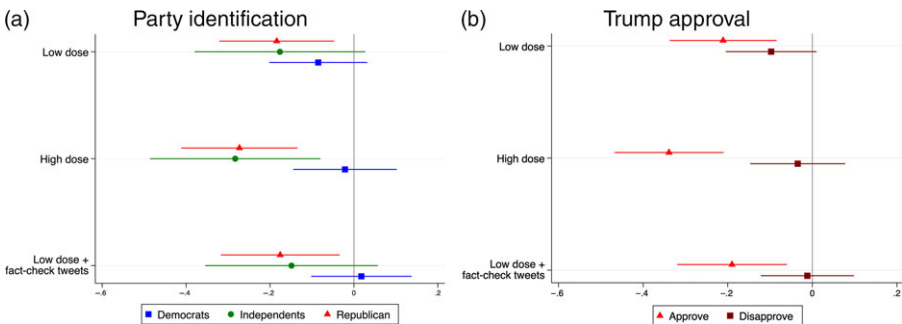 (a)
Party identification
Low dose
High dose
Low dose +
fact-check tweets
-.6
-.4
-.2
0
.2
Democrats Independents Republican
(b)
Trump approval
Low dose
High dose
Low dose +
fact-check tweets
-.6
-.4
-.2
0
.2
Approve Disapprove